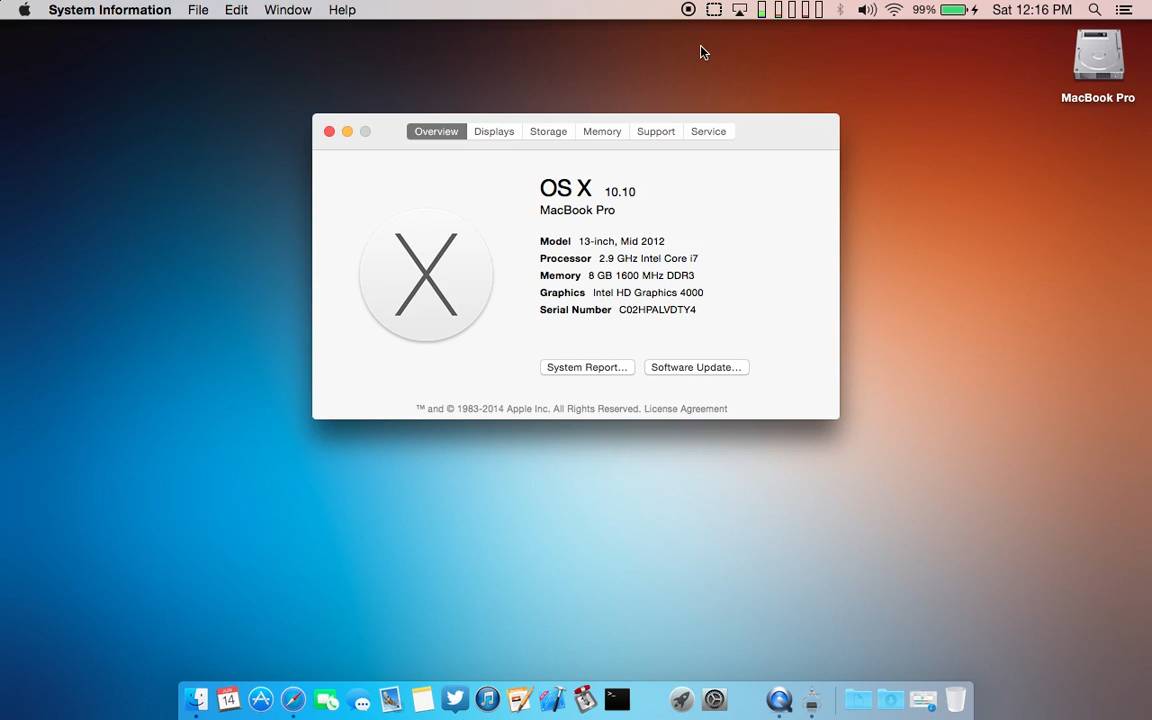 System Information File Edit Window Help 99% Sat 12:16 PM
MacBook Pro
Overview Displays Storage Memory Support Service
OS X 10.10
MacBook Pro
Model 13-inch, Mid 2012
Processor 2.9 GHz Intel Core i7
Memory 8 GB 1600 MHz DDR3
Graphics Intel HD Graphics 4000
Serial Number C02HPALVDTY4
System Report... Software Update...
™ and © 1983-2014 Apple Inc. All Rights Reserved. License Agreement
JUN
14
>_